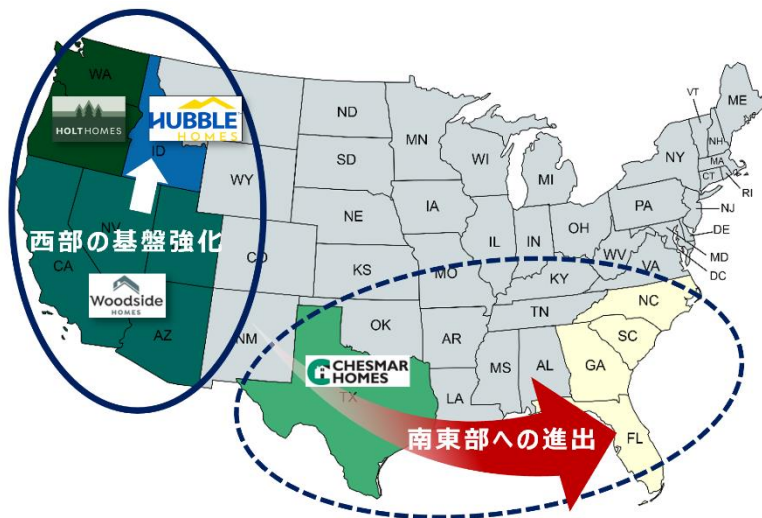 WA
HOLTHOMES
HUBBLE
HOMES
ID
ND
MN
SD
WY
WI
MI
VT
ME
NH
NY
MA
CT
RI
NE
IA
PA
NJ
IL
IN
OH
DE
MD
DC
NV
西部の基盤強化
CO
KS
MO
WV
VA
KY
CA
Woodside
HOMES
AZ
NM
OK
AR
TN
NC
SC
MS
AL
GA
CHESMAR
HOMES
TX
LA
南東部への進出
FL